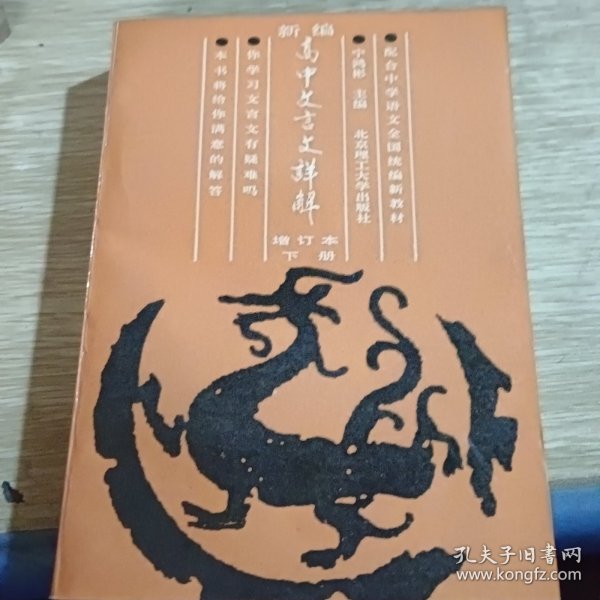 新编
高中文言文詳解
增订本
下册
配合中学语文全国统编新教材
宁鸿彬 主编 北京理工大学出版社
你学习文言文有疑难吗
本书将给你满意的解答
孔夫子旧书网
www.kongfz.com